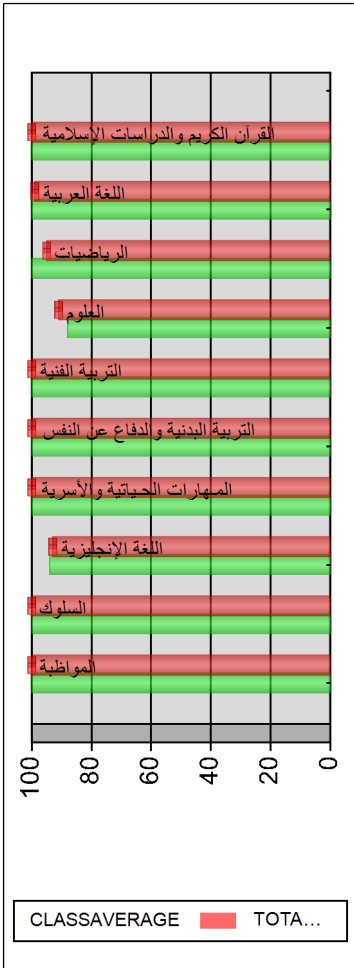 القرآن الكريم والدراسات الإسلامية
اللغة العربية
الرياضيات
العلوم
التربية الفنية
التربية البدنية والدفاع عن النفس
المهارات الحياتية والأسرية
اللغة الإنجليزية
السلوك
المواظبة
100
80
60
40
20
0
CLASSAVERAGE TOTA...